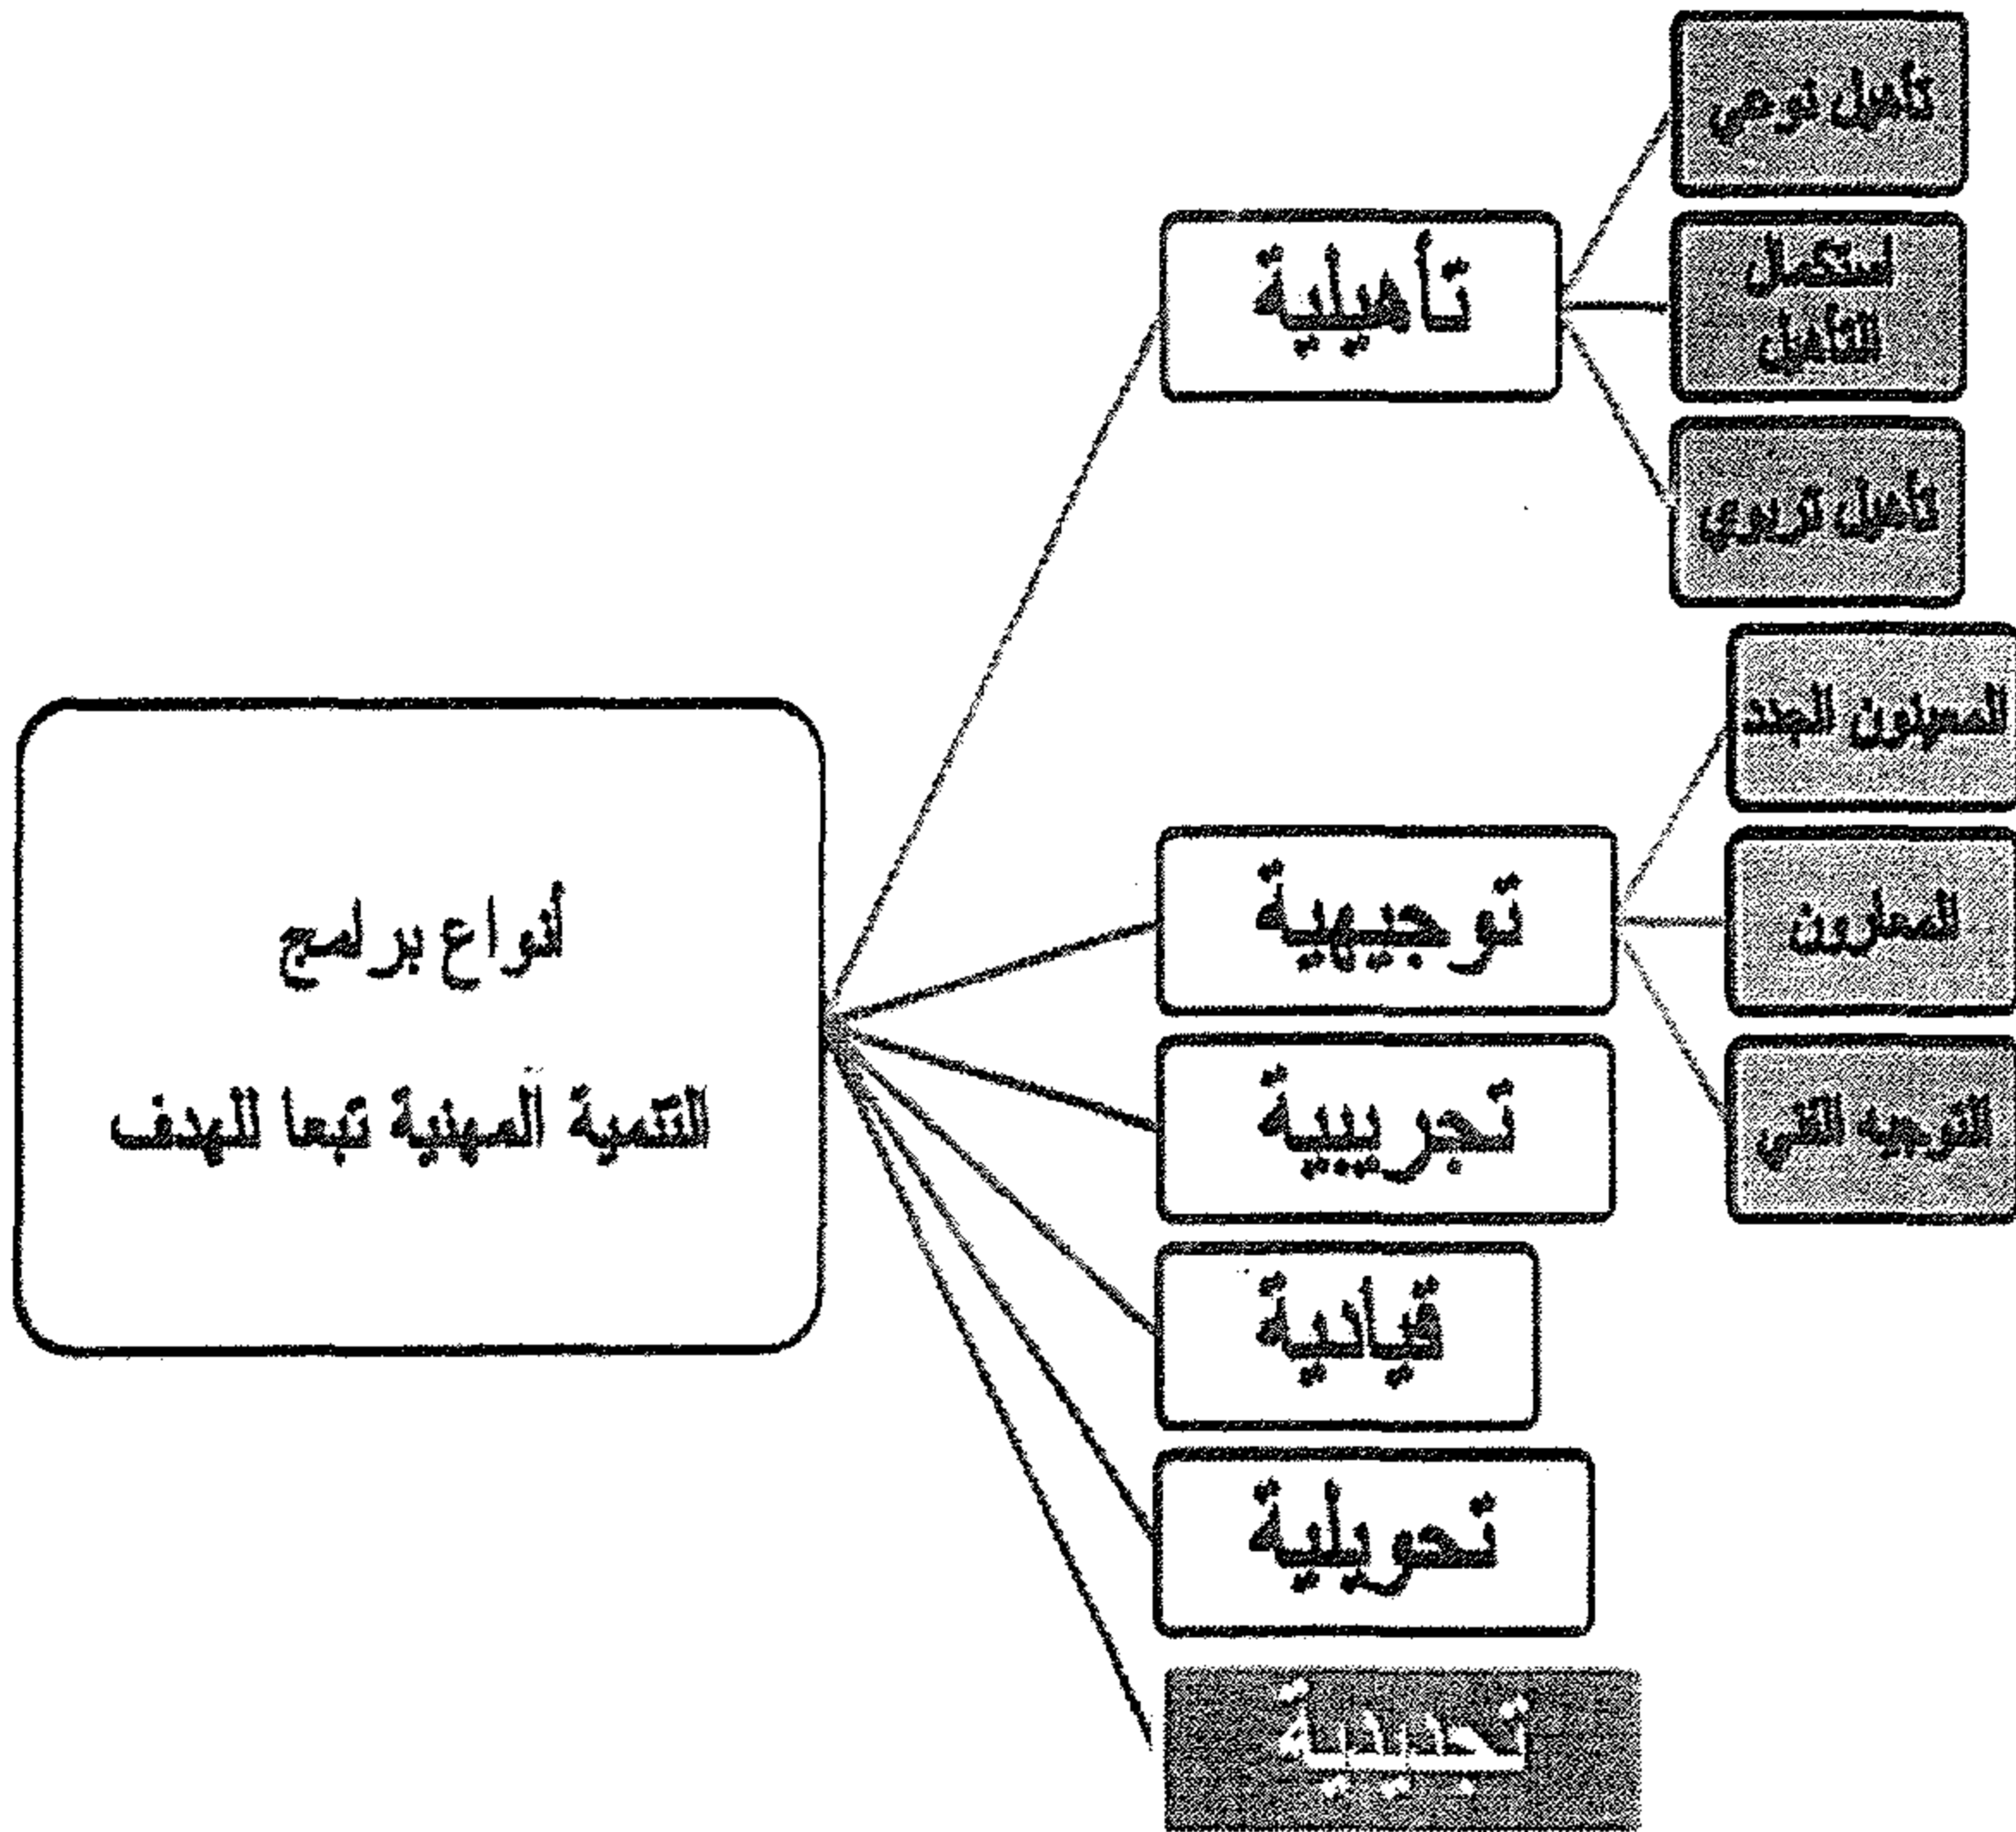 أنواع برامج
التنمية المهنية تبعا للهدف
تأهيلية
تأهيل نوعي
استكمال
التأهيل
تأهيل تربوي
توجيهية
المعينون الجدد
المعارون
التوجيه الفني
تجريبية
قيادية
تحويلية
تجديدية